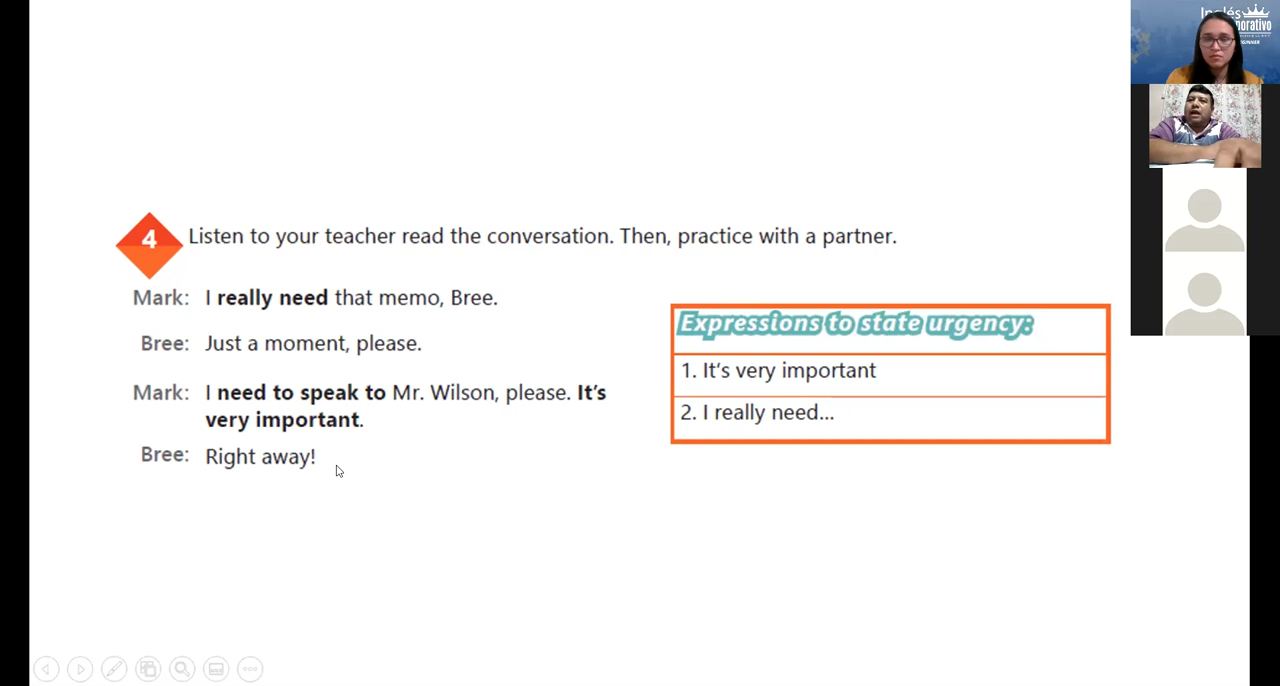 4
Listen to your teacher read the conversation. Then, practice with a partner.
Mark: I really need that memo, Bree.
Bree: Just a moment, please.
Mark: I need to speak to Mr. Wilson, please. It's
very important.
Bree: Right away!
Expressions to state urgency:
1. It's very important
2. I really need...
Inglés